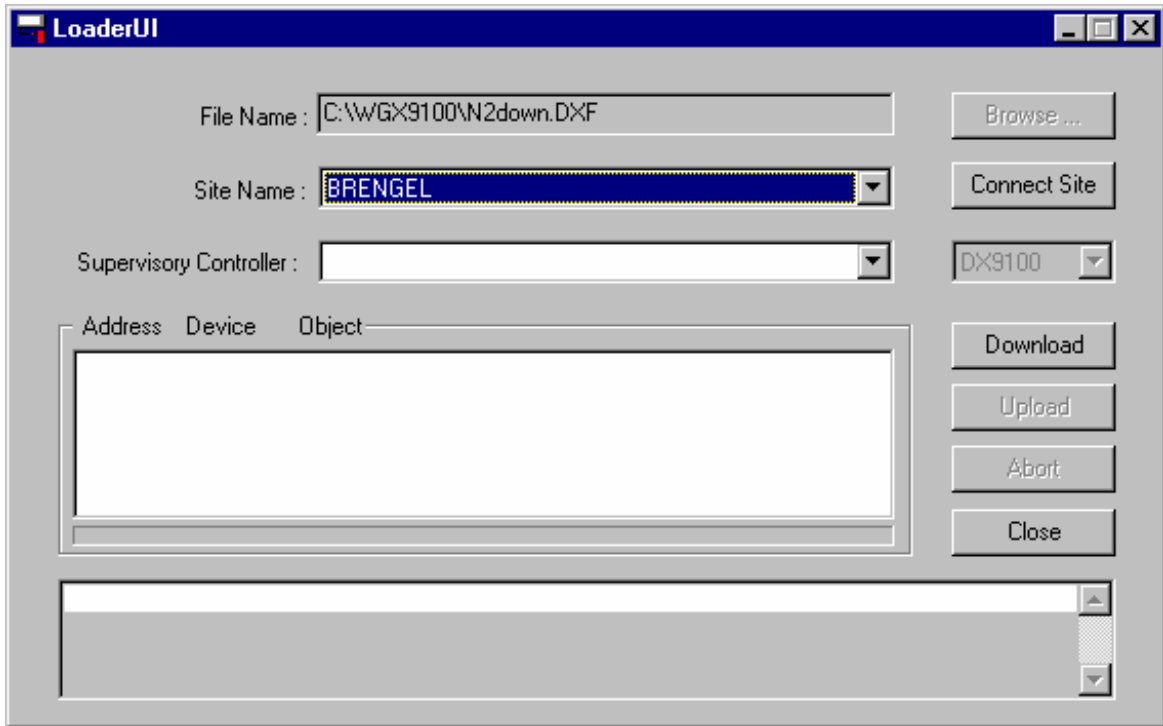 LoaderUI
File Name : C:\WGX9100\N2down.DXF Browse ...
Site Name : BRENGEL Connect Site
Supervisory Controller : DX9100
Address Device Object
Download
Upload
Abort
Close